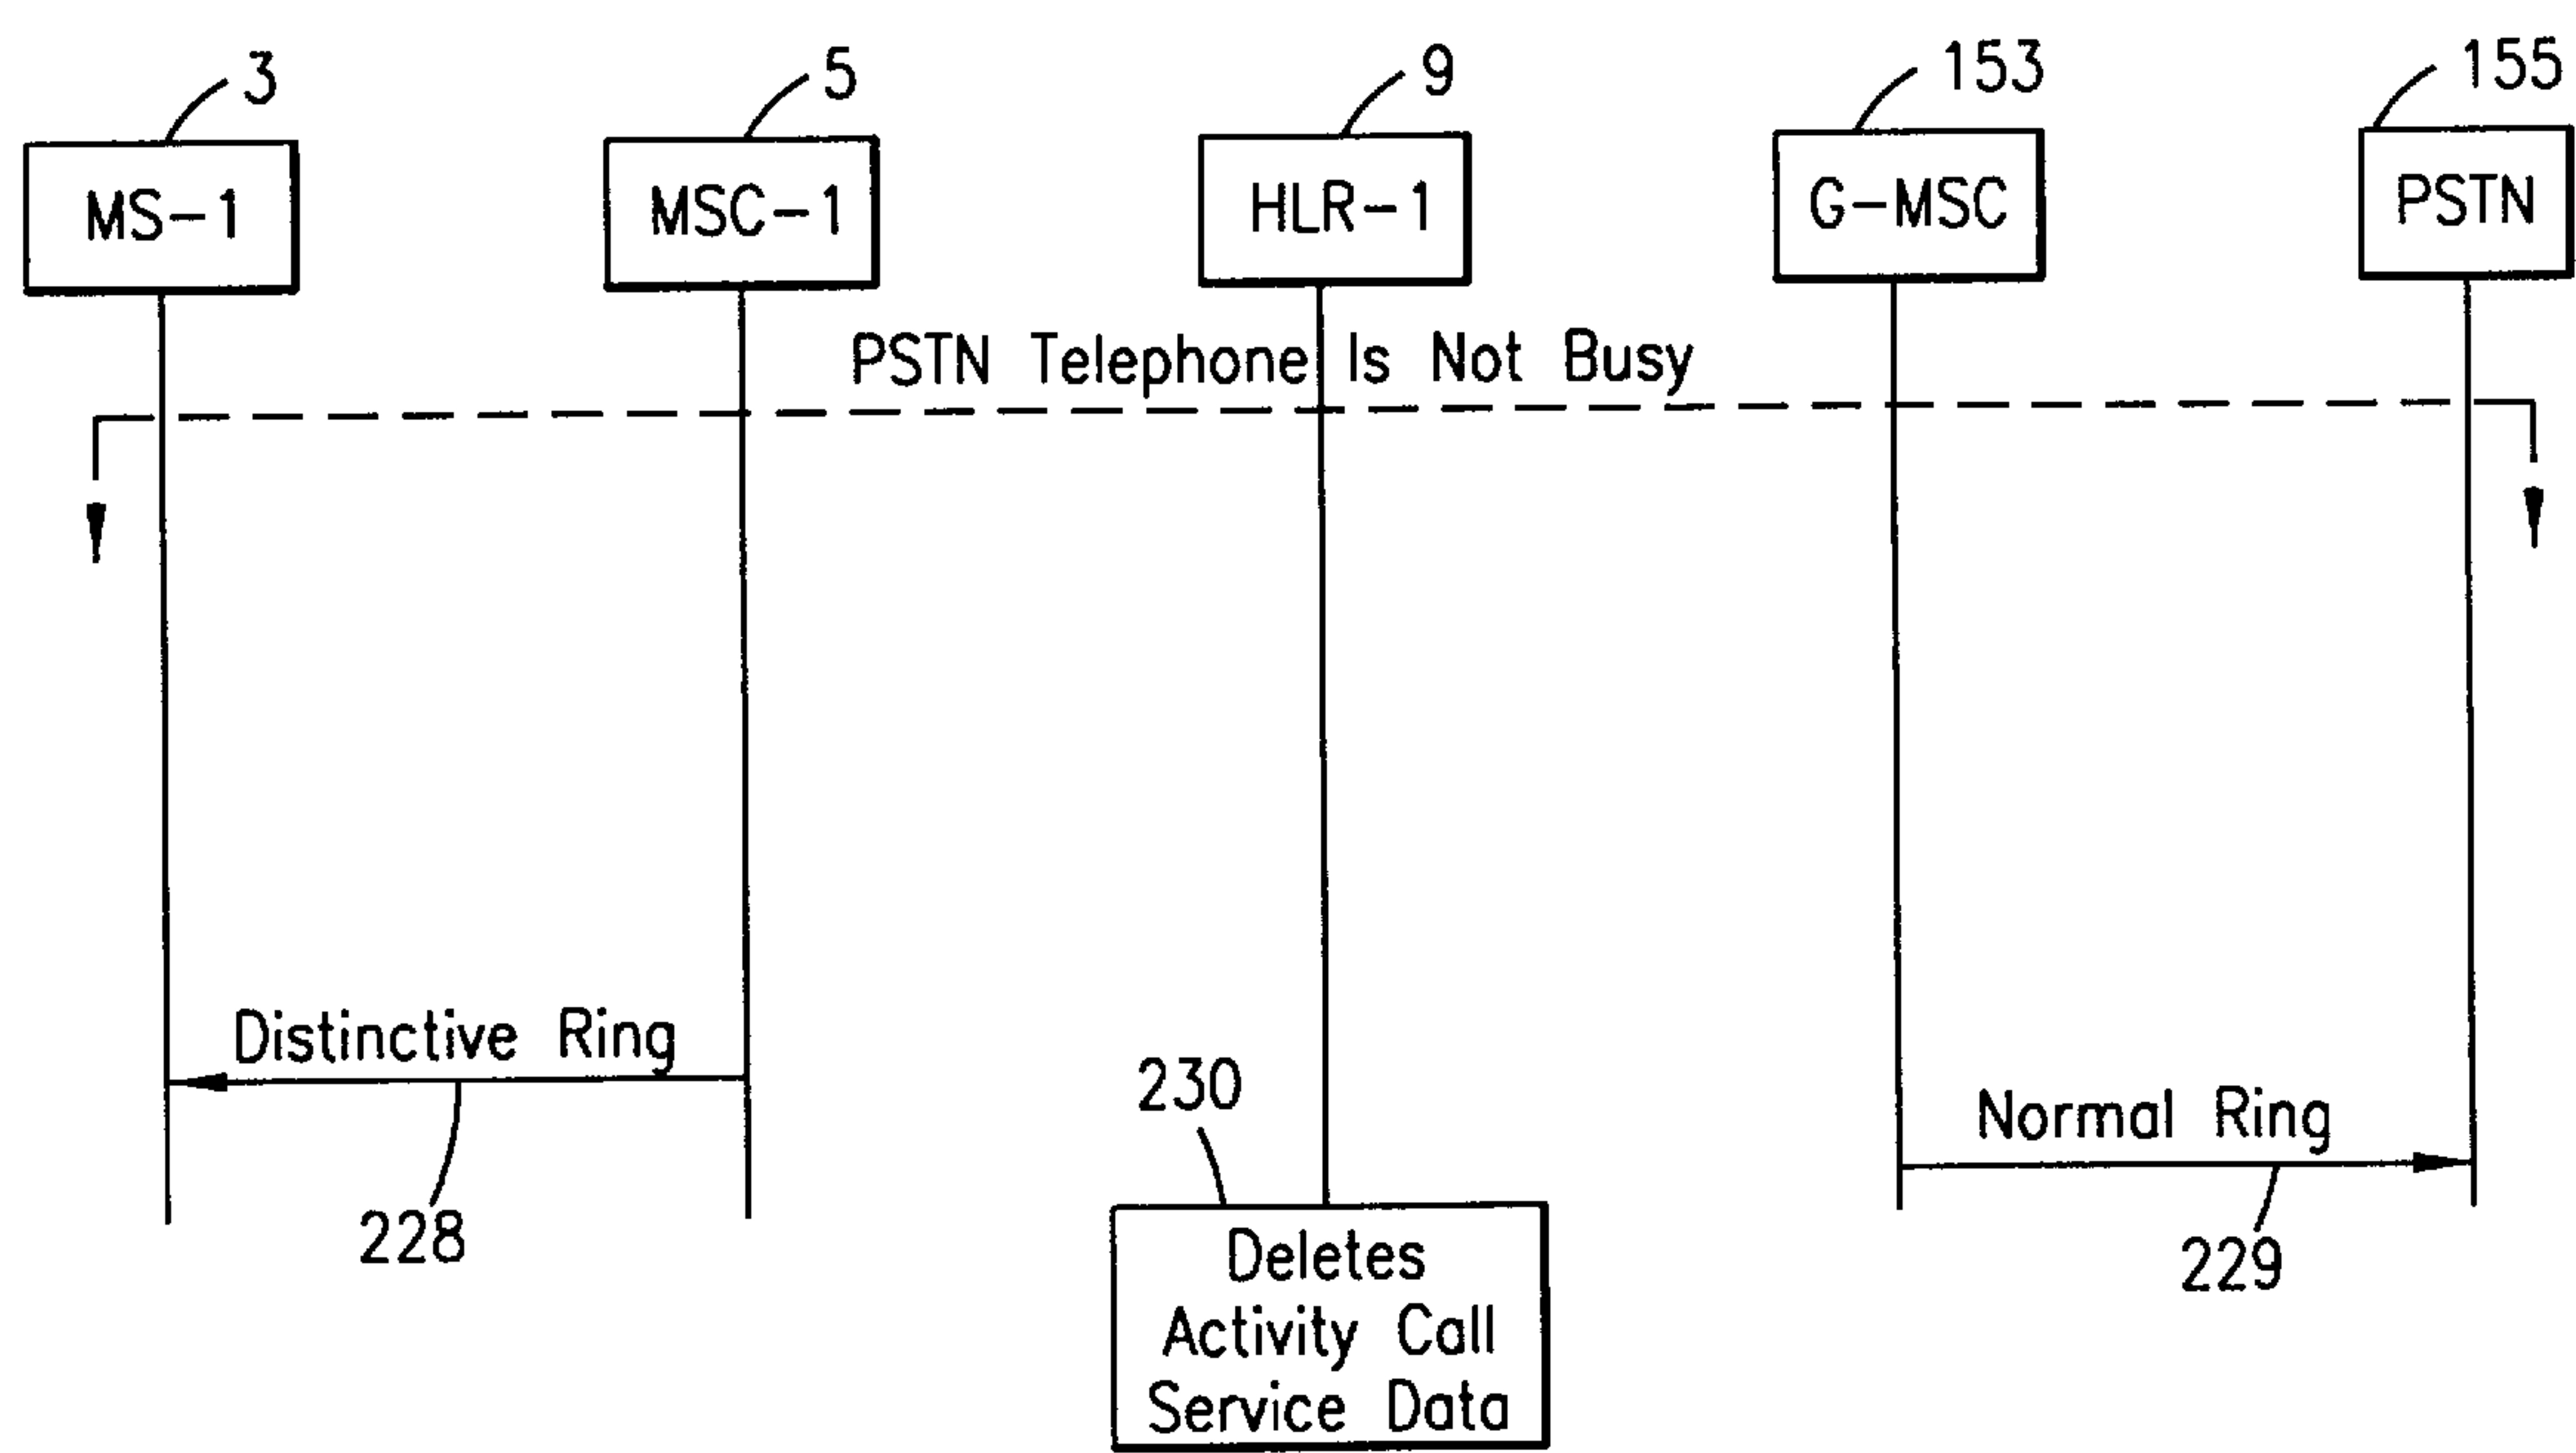 3
5
9
153
155
MS-1
MSC-1
HLR-1
G-MSC
PSTN
PSTN Telephone Is Not Busy
Distinctive Ring
228
230
Normal Ring
229
Deletes
Activity Call
Service Data